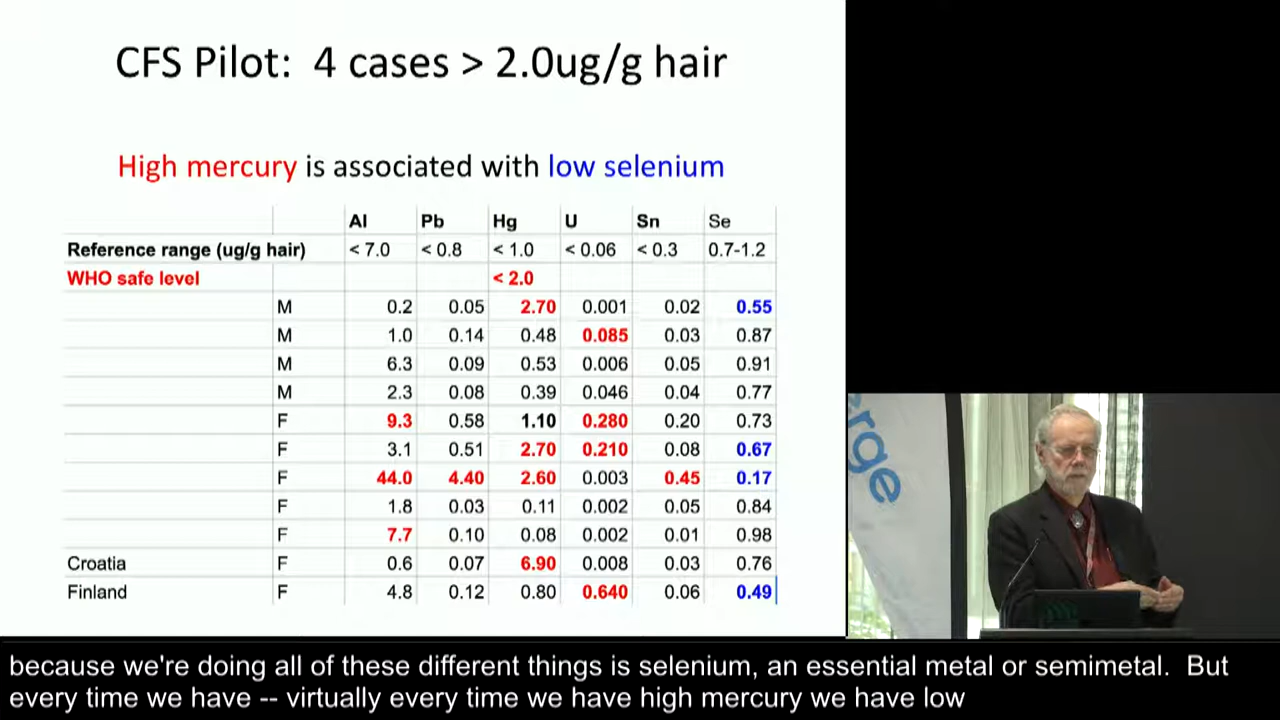 CFS Pilot: 4 cases > 2.0ug/g hair
High mercury is associated with low selenium
Al Pb Hg U Sn Se
Reference range (ug/g hair) < 7.0 < 0.8 < 1.0 < 0.06 < 0.3 0.7-1.2
WHO safe level < 2.0
M 0.2 0.05 2.70 0.001 0.02 0.55
M 1.0 0.14 0.48 0.085 0.03 0.87
M 6.3 0.09 0.53 0.006 0.05 0.91
M 2.3 0.08 0.39 0.046 0.04 0.77
F 9.3 0.58 1.10 0.280 0.20 0.73
F 3.1 0.51 2.70 0.210 0.08 0.67
F 44.0 4.40 2.60 0.003 0.45 0.17
F 1.8 0.03 0.11 0.002 0.05 0.84
F 7.7 0.10 0.08 0.002 0.01 0.98
Croatia F 0.6 0.07 6.90 0.008 0.03 0.76
Finland F 4.8 0.12 0.80 0.640 0.06 0.49
erge
because we're doing all of these different things is selenium, an essential metal or semimetal. But
every time we have -- virtually every time we have high mercury we have low